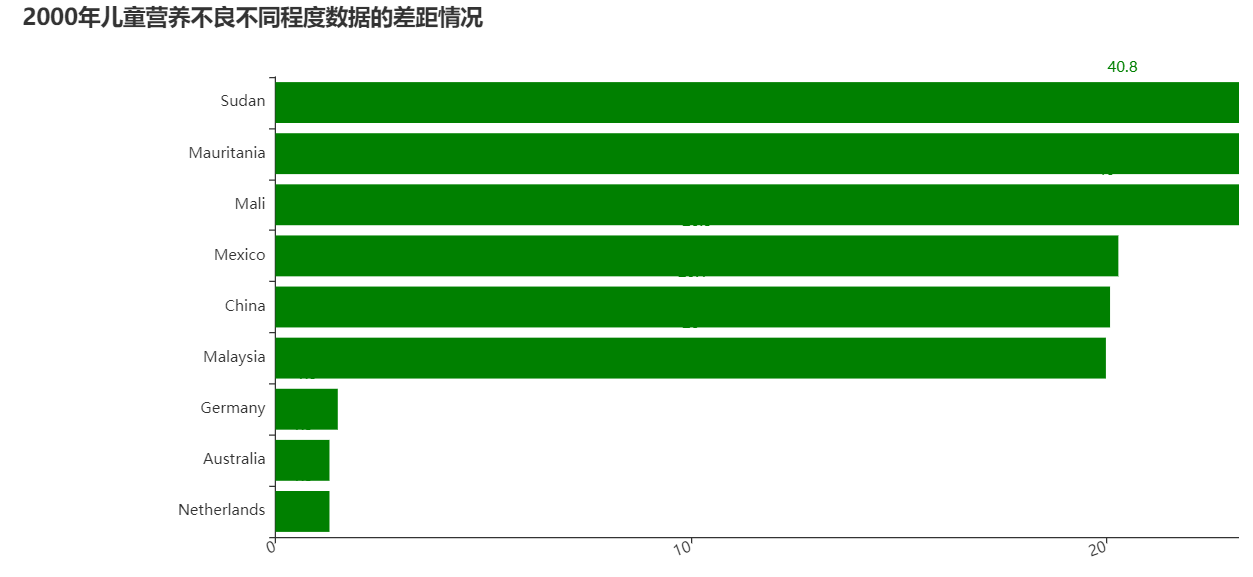 2000年儿童营养不良不同程度数据的差距情况
40.8
Sudan
Mauritania
Mali
Mexico
China
Malaysia
Germany
Australia
Netherlands
0
10
20